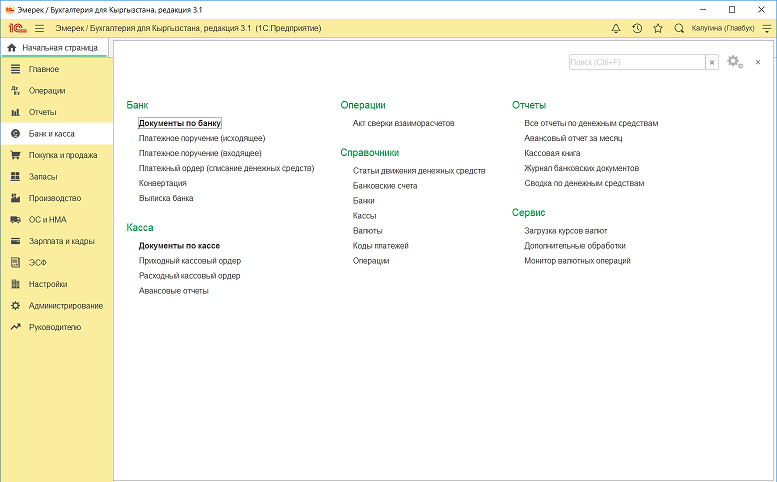 Эмерек / Бухгалтерия для Кыргызстана, редакция 3.1
1С Эмерек / Бухгалтерия для Кыргызстана, редакция 3.1 (1С:Предприятие) Калугина (Главбух)
Начальная страница
Главное
Операции
Отчеты
Банк и касса
Покупка и продажа
Запасы
Производство
ОС и НМА
Зарплата и кадры
ЭСФ
Настройки
Администрирование
Руководителю
Поиск (Ctrl+F)
Банк
Документы по банку
Платежное поручение (исходящее)
Платежное поручение (входящее)
Платежный ордер (списание денежных средств)
Конвертация
Выписка банка
Касса
Документы по кассе
Приходный кассовый ордер
Расходный кассовый ордер
Авансовые отчеты
Операции
Акт сверки взаиморасчетов
Справочники
Статьи движения денежных средств
Банковские счета
Банки
Кассы
Валюты
Коды платежей
Операции
Отчеты
Все отчеты по денежным средствам
Авансовый отчет за месяц
Кассовая книга
Журнал банковских документов
Сводка по денежным средствам
Сервис
Загрузка курсов валют
Дополнительные обработки
Монитор валютных операций